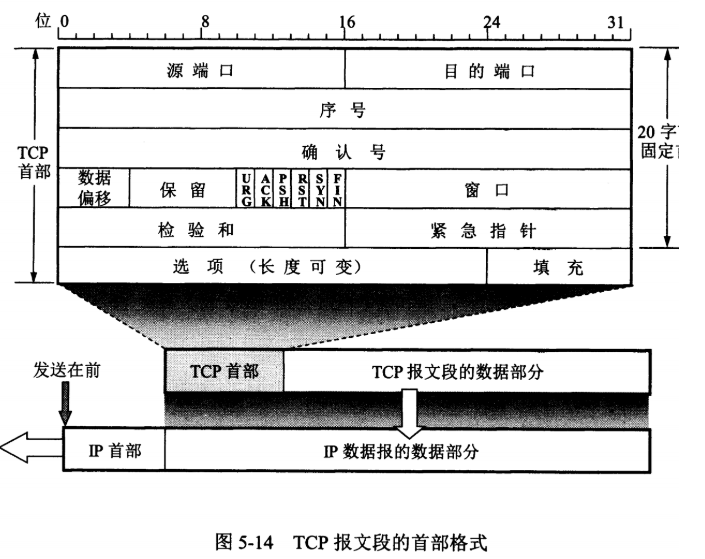 位 0 8 16 24 31
源端口 目的端口
序号
TCP 首部
确认号
20 字
固定
数据偏移 保留 URG ACK PSH RST SYN FIN 窗口
检验和 紧急指针
选项 (长度可变) 填充
发送在前
TCP 首部 TCP 报文段的数据部分
IP 首部 IP 数据报的数据部分
图 5-14 TCP 报文段的首部格式